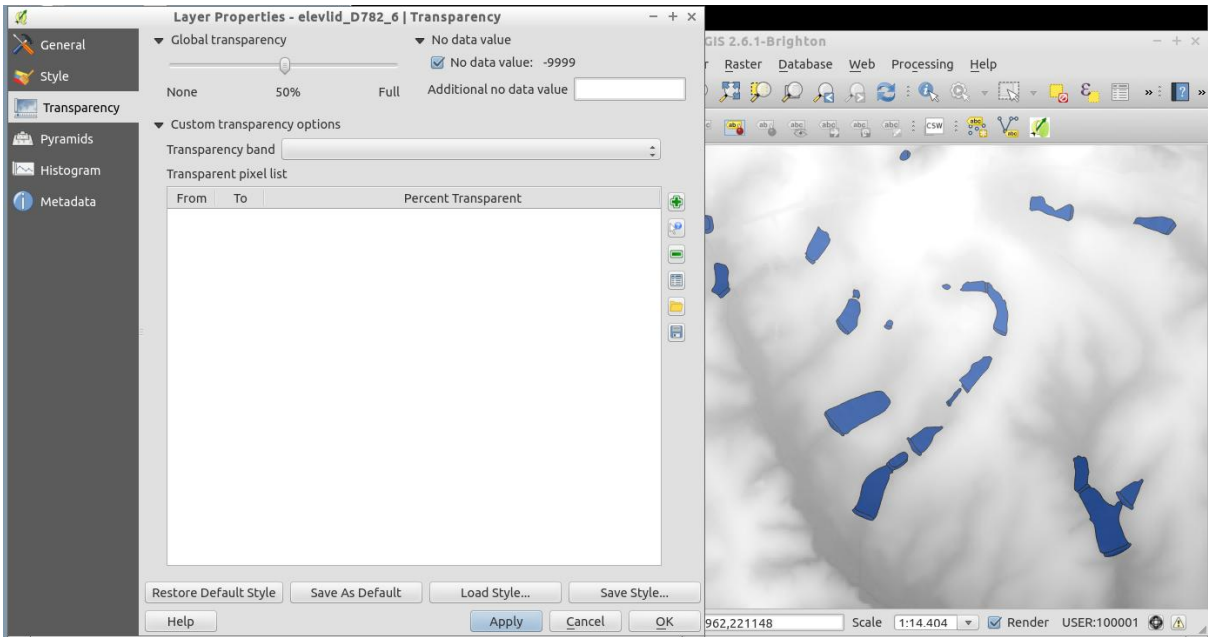 Layer Properties - elevlid_D782_6 | Transparency
General
Style
Transparency
Pyramids
Histogram
Metadata
Global transparency
None 50% Full
No data value
No data value: -9999
Additional no data value
Custom transparency options
Transparency band
Transparent pixel list
From To Percent Transparent
Restore Default Style Save As Default Load Style... Save Style...
Help Apply Cancel OK
GIS 2.6.1-Brighton
Raster Database Web Processing Help
abc CSW abc
962,221148 Scale 1:14.404 Render USER:100001